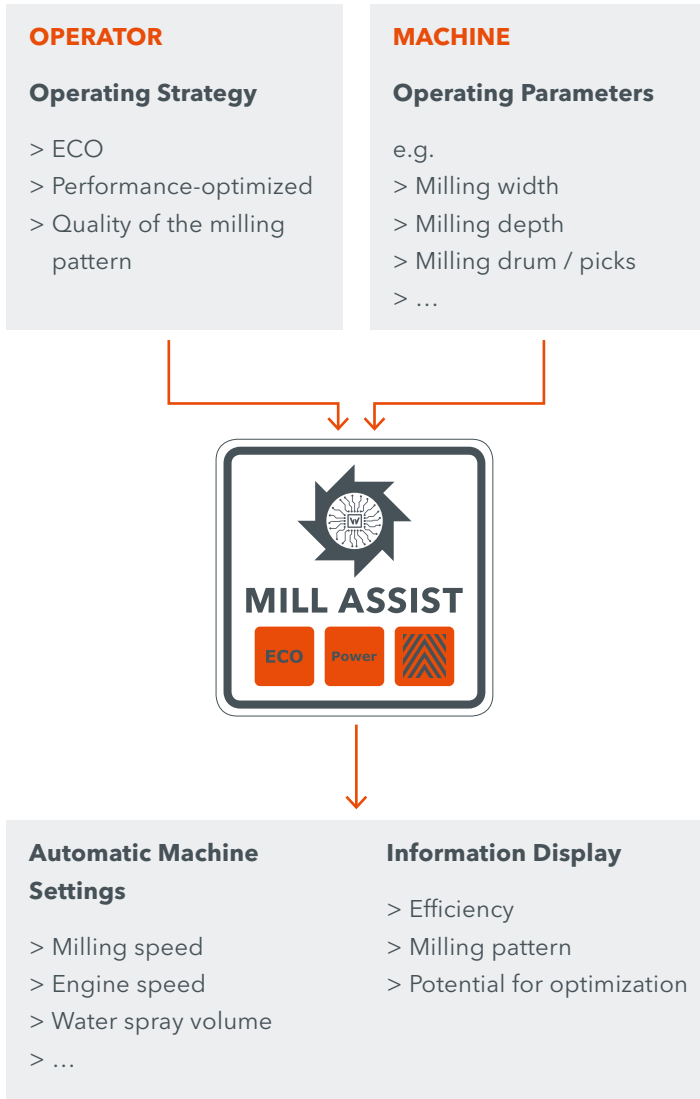 OPERATOR
Operating Strategy
> ECO
> Performance-optimized
> Quality of the milling
pattern
MACHINE
Operating Parameters
e.g.
> Milling width
> Milling depth
> Milling drum / picks
> ...
W
MILL ASSIST
ECO
Power
Automatic Machine
Settings
> Milling speed
> Engine speed
> Water spray volume
> ...
Information Display
> Efficiency
> Milling pattern
> Potential for optimization